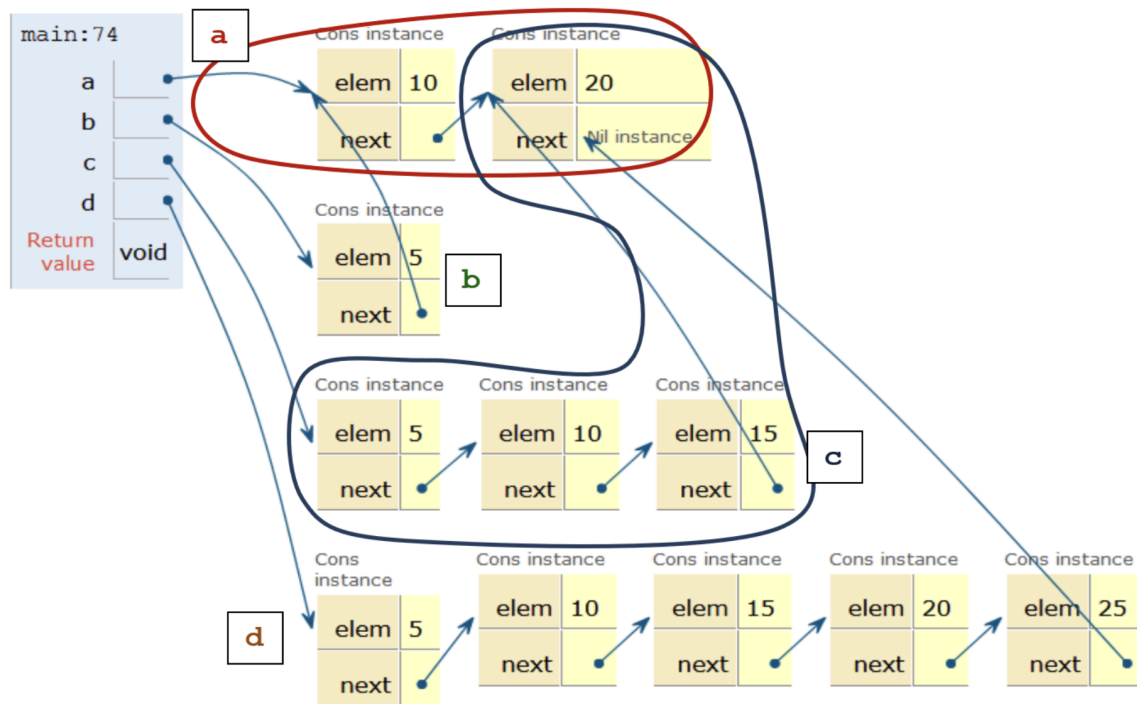 main:74
a
b
c
d
Return value
void
a
Cons instance
elem 10
next
Cons instance
elem 20
next Nil instance
Cons instance
elem 5
next
b
Cons instance
elem 5
next
Cons instance
elem 10
next
Cons instance
elem 15
next
c
d
Cons
instance
elem 5
next
Cons instance
elem 10
next
Cons instance
elem 15
next
Cons instance
elem 20
next
Cons instance
elem 25
next